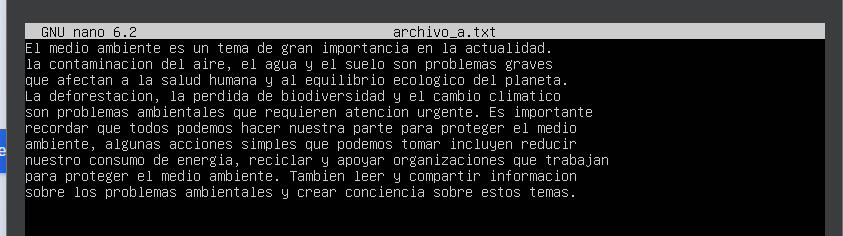 GNU nano 6.2 archivo_a.txt
El medio ambiente es un tema de gran importancia en la actualidad.
la contaminacion del aire, el agua y el suelo son problemas graves
que afectan a la salud humana y al equilibrio ecologico del planeta.
La deforestacion, la perdida de biodiversidad y el cambio climatico
son problemas ambientales que requieren atencion urgente. Es importante
recordar que todos podemos hacer nuestra parte para proteger el medio
ambiente, algunas acciones simples que podemos tomar incluyen reducir
nuestro consumo de energia, reciclar y apoyar organizaciones que trabajan
para proteger el medio ambiente. Tambien leer y compartir informacion
sobre los problemas ambientales y crear conciencia sobre estos temas.